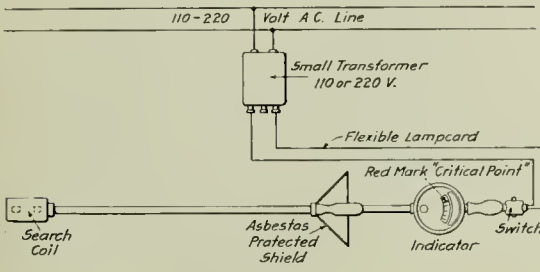 110-220 Volt A.C. Line
Small Transformer
110 or 220 V.
Flexible Lampcard
Red Mark "Critical Point"
Search
Coil
Asbestos
Protected
Shield
Indicator
Switch